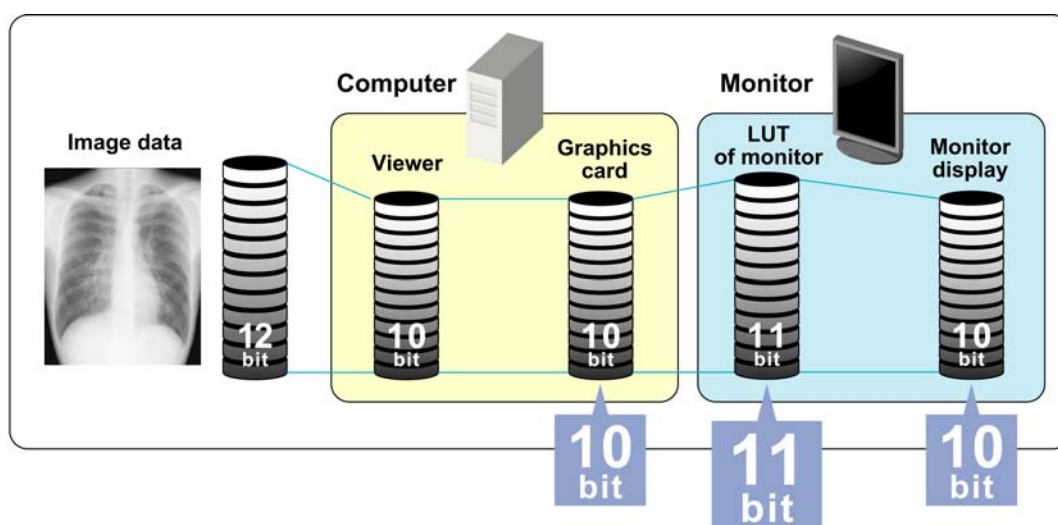 Computer
Monitor
Image data
Viewer
Graphics
card
LUT
of monitor
Monitor
display
12
bit
10
bit
10
bit
11
bit
10
bit
10
bit
11
bit
10
bit